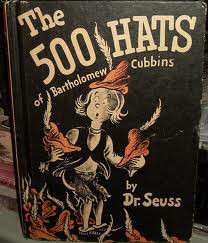 The
500 HATS
of Bartholomew Cubbins
by
Dr. Seuss